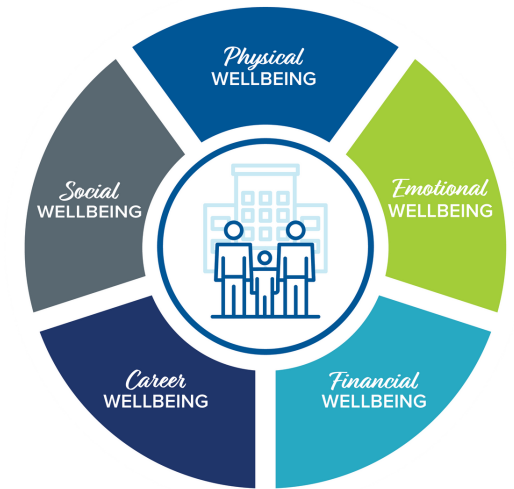 Physical
WELLBEING
Emotional
WELLBEING
Financial
WELLBEING
Career
WELLBEING
Social
WELLBEING